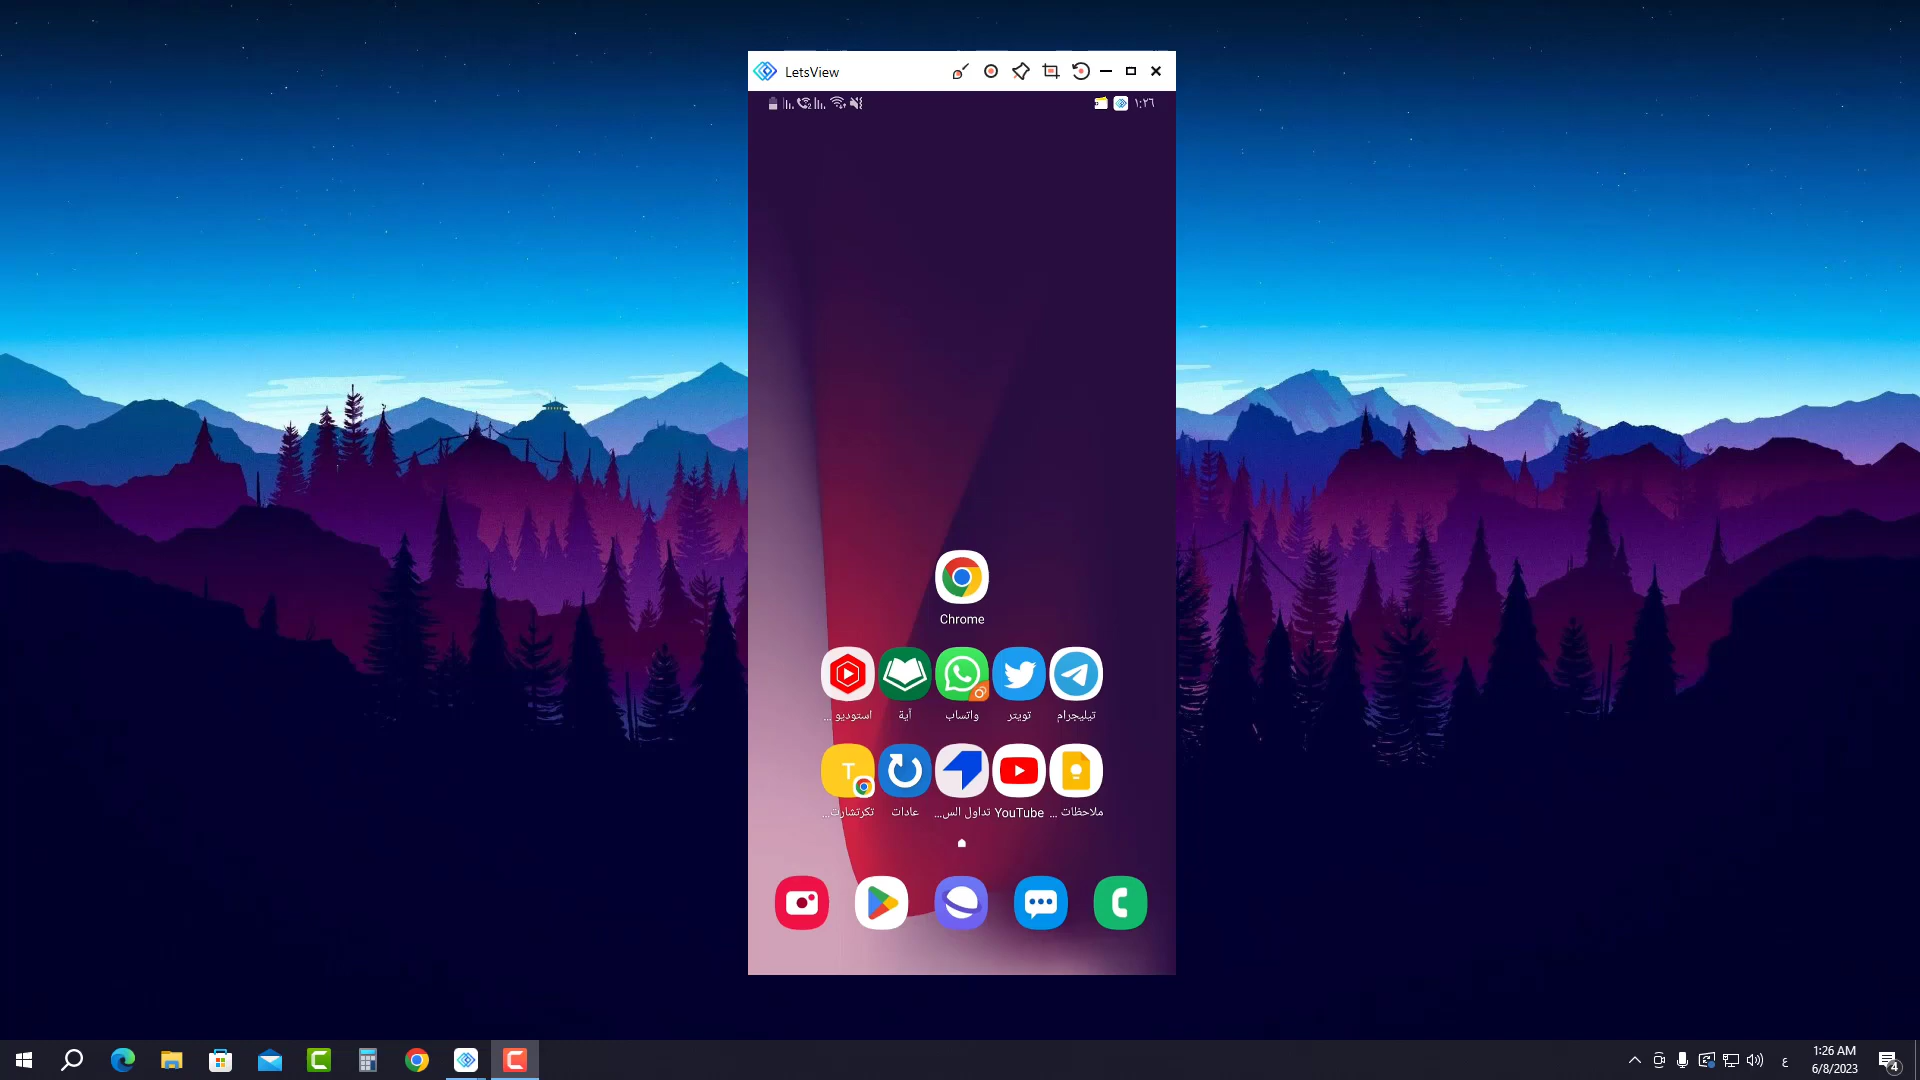 LetsView
١:٢٦
Chrome
استوديو ...
آية
واتساب
تويتر
تيليجرام
T
تكرتشارت...
عادات
تداول الس...
YouTube
ملاحظات ...
ع
1:26 AM
6/8/2023
4